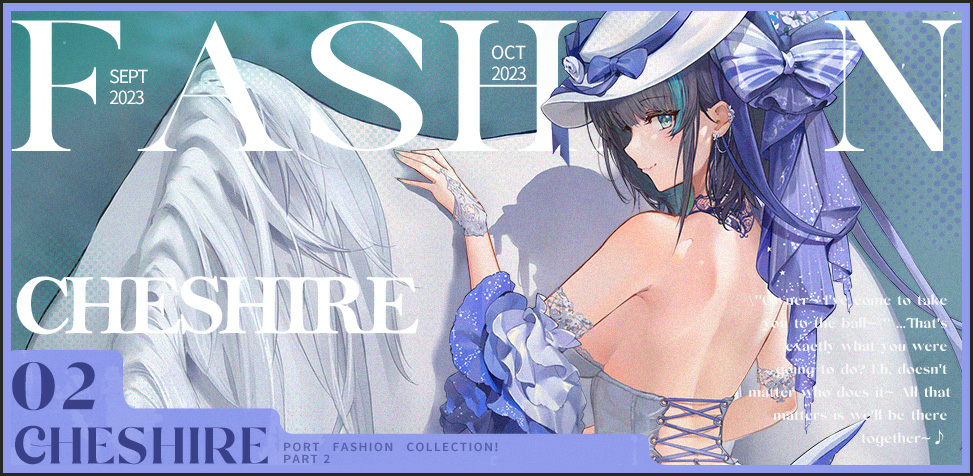 FASHION
SEPT
2023
OCT
2023
CHESHIRE
"Owner~ I've come to take
you to the ball~" ...That's
exactly what you were
going to do? Eh, doesn't
matter who does it~ All that
matters is we'll be there
together~♪
02
CHESHIRE
PORT FASHION COLLECTION!
PART 2